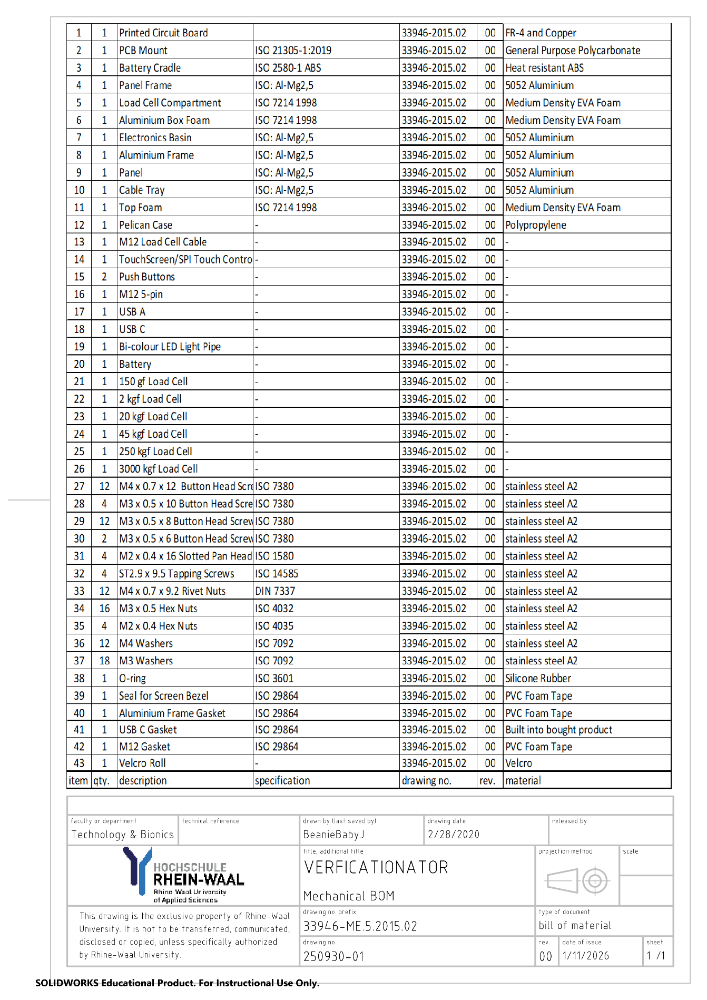 1 1 Printed Circuit Board 33946-2015.02 00 FR-4 and Copper
2 1 PCB Mount ISO 21305-1:2019 33946-2015.02 00 General Purpose Polycarbonate
3 1 Battery Cradle ISO 2580-1 ABS 33946-2015.02 00 Heat resistant ABS
4 1 Panel Frame ISO: Al-Mg2,5 33946-2015.02 00 5052 Aluminium
5 1 Load Cell Compartment ISO 7214 1998 33946-2015.02 00 Medium Density EVA Foam
6 1 Aluminium Box Foam ISO 7214 1998 33946-2015.02 00 Medium Density EVA Foam
7 1 Electronics Basin ISO: Al-Mg2,5 33946-2015.02 00 5052 Aluminium
8 1 Aluminium Frame ISO: Al-Mg2,5 33946-2015.02 00 5052 Aluminium
9 1 Panel ISO: Al-Mg2,5 33946-2015.02 00 5052 Aluminium
10 1 Cable Tray ISO: Al-Mg2,5 33946-2015.02 00 5052 Aluminium
11 1 Top Foam ISO 7214 1998 33946-2015.02 00 Medium Density EVA Foam
12 1 Pelican Case - 33946-2015.02 00 Polypropylene
13 1 M12 Load Cell Cable - 33946-2015.02 00 -
14 1 TouchScreen/SPI Touch Contro - 33946-2015.02 00 -
15 2 Push Buttons - 33946-2015.02 00 -
16 1 M12 5-pin - 33946-2015.02 00 -
17 1 USB A - 33946-2015.02 00 -
18 1 USB C - 33946-2015.02 00 -
19 1 Bi-colour LED Light Pipe - 33946-2015.02 00 -
20 1 Battery - 33946-2015.02 00 -
21 1 150 gf Load Cell - 33946-2015.02 00 -
22 1 2 kgf Load Cell - 33946-2015.02 00 -
23 1 20 kgf Load Cell - 33946-2015.02 00 -
24 1 45 kgf Load Cell - 33946-2015.02 00 -
25 1 250 kgf Load Cell - 33946-2015.02 00 -
26 1 3000 kgf Load Cell - 33946-2015.02 00 -
27 12 M4 x 0.7 x 12 Button Head Scre ISO 7380 33946-2015.02 00 stainless steel A2
28 4 M3 x 0.5 x 10 Button Head Scre ISO 7380 33946-2015.02 00 stainless steel A2
29 12 M3 x 0.5 x 8 Button Head Screw ISO 7380 33946-2015.02 00 stainless steel A2
30 2 M3 x 0.5 x 6 Button Head Screw ISO 7380 33946-2015.02 00 stainless steel A2
31 4 M2 x 0.4 x 16 Slotted Pan Head ISO 1580 33946-2015.02 00 stainless steel A2
32 4 ST2.9 x 9.5 Tapping Screws ISO 14585 33946-2015.02 00 stainless steel A2
33 12 M4 x 0.7 x 9.2 Rivet Nuts DIN 7337 33946-2015.02 00 stainless steel A2
34 16 M3 x 0.5 Hex Nuts ISO 4032 33946-2015.02 00 stainless steel A2
35 4 M2 x 0.4 Hex Nuts ISO 4035 33946-2015.02 00 stainless steel A2
36 12 M4 Washers ISO 7092 33946-2015.02 00 stainless steel A2
37 18 M3 Washers ISO 7092 33946-2015.02 00 stainless steel A2
38 1 O-ring ISO 3601 33946-2015.02 00 Silicone Rubber
39 1 Seal for Screen Bezel ISO 29864 33946-2015.02 00 PVC Foam Tape
40 1 Aluminium Frame Gasket ISO 29864 33946-2015.02 00 PVC Foam Tape
41 1 USB C Gasket ISO 29864 33946-2015.02 00 Built into bought product
42 1 M12 Gasket ISO 29864 33946-2015.02 00 PVC Foam Tape
43 1 Velcro Roll - 33946-2015.02 00 Velcro
item qty. description specification drawing no. rev. material
faculty or department technical reference drawn by (last saved by) drawing date released by
Technology & Bionics BeanieBabyJ 2/28/2020
HOCHSCHULE
RHEIN-WAAL
Rhine-Waal University
of Applied Sciences
title, additional title
VERFICATIONATOR
Mechanical BOM
projection method scale
This drawing is the exclusive property of Rhine-Waal
University. It is not to be transferred, communicated,
disclosed or copied, unless specifically authorized
by Rhine-Waal University.
drawing no. prefix
33946-ME.5.2015.02
type of document
bill of material
drawing no.
250930-01
rev. date of issue sheet
00 1/11/2026 1 /1
SOLIDWORKS Educational Product. For Instructional Use Only.